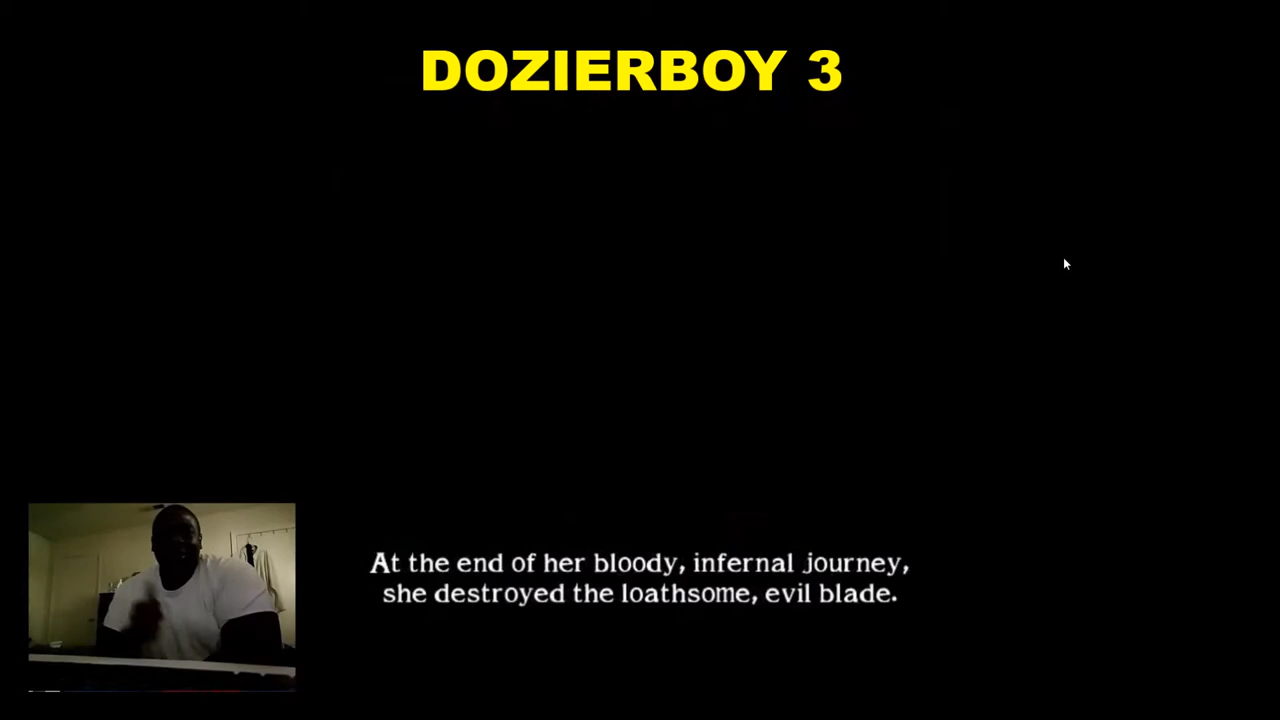 DOZIERBOY 3
At the end of her bloody, infernal journey,
she destroyed the loathsome, evil blade.